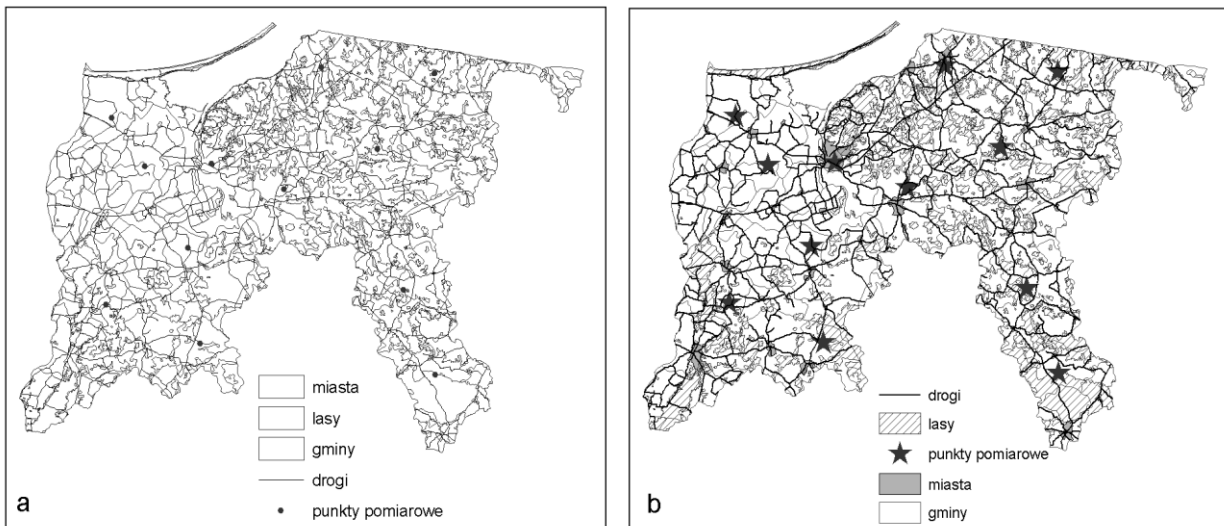 miasta
lasy
gminy
drogi
punkty pomiarowe
a
drogi
lasy
punkty pomiarowe
miasta
gminy
b